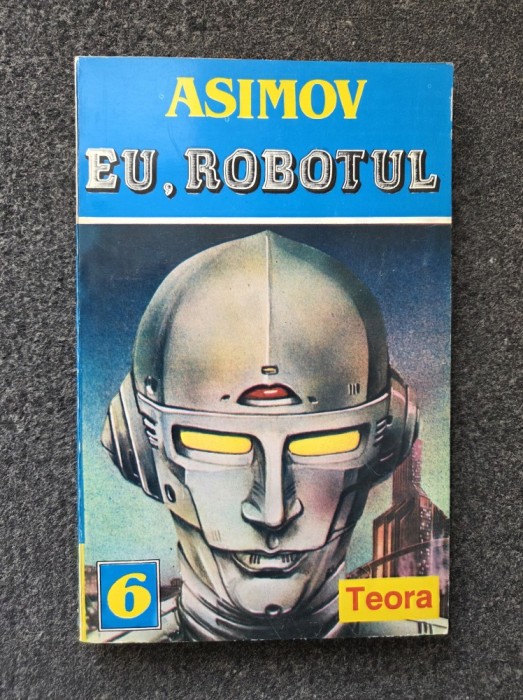 ASIMOV
EU, ROBOTUL
6
Teora